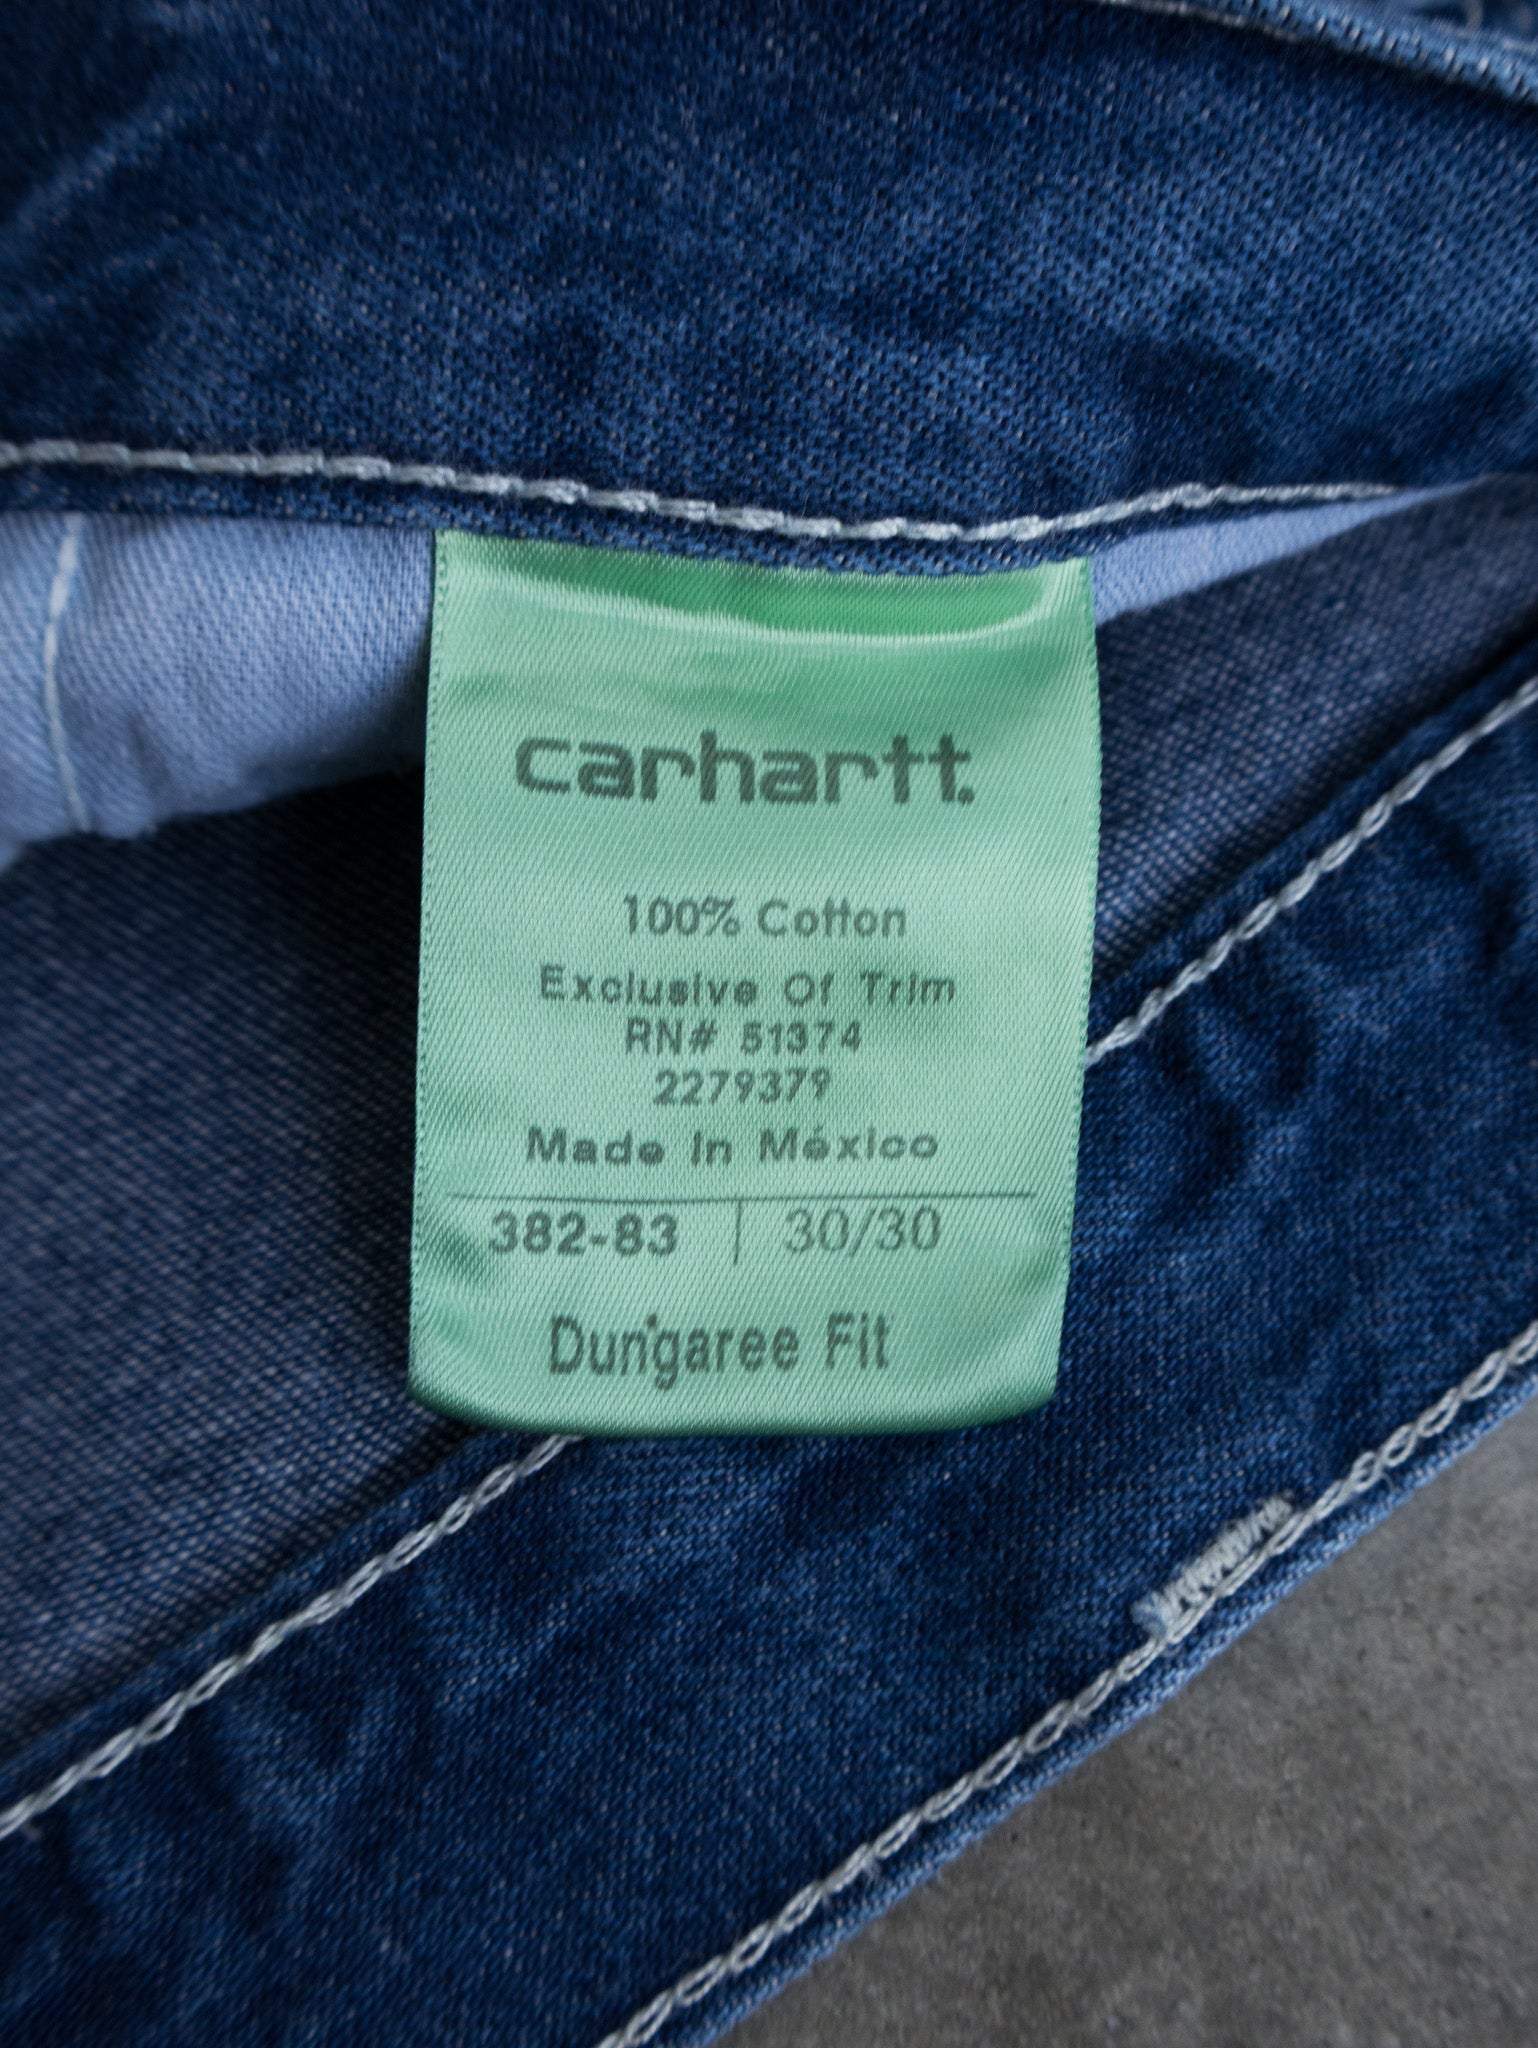 carhartt.
100% Cotton
Exclusive Of Trim
RN# 51374
2279379
Made In México
382-83 | 30/30
Dungaree Fit